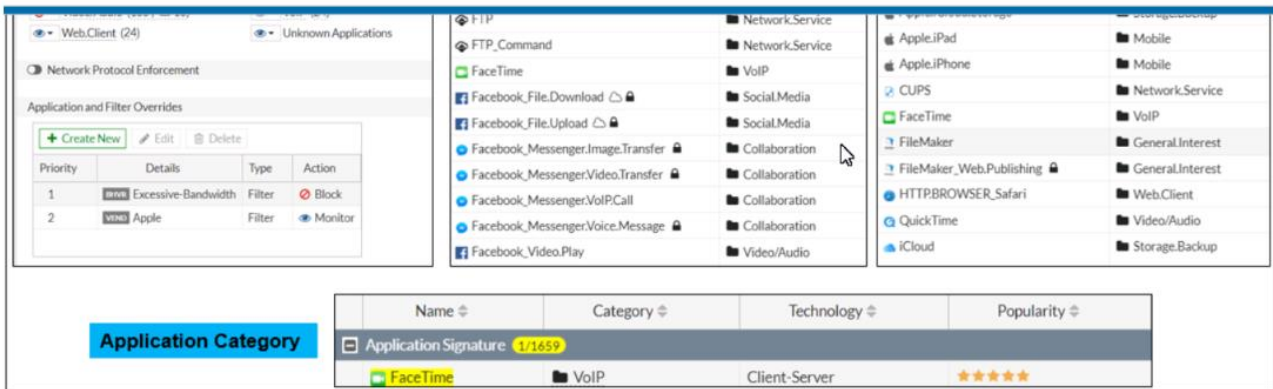 Web.Client (24) Unknown Applications
Network Protocol Enforcement
Application and Filter Overrides
+ Create New Edit Delete
Priority Details Type Action
1 BHVR Excessive-Bandwidth Filter Block
2 VEND Apple Filter Monitor
FTP Network.Service
FTP_Command Network.Service
FaceTime VoIP
Facebook_File.Download Social.Media
Facebook_File.Upload Social.Media
Facebook_Messenger.Image.Transfer Collaboration
Facebook_Messenger.Video.Transfer Collaboration
Facebook_Messenger.VoIP.Call Collaboration
Facebook_Messenger.Voice.Message Collaboration
Facebook_Video.Play Video/Audio
Apple.iPad Mobile
Apple.iPhone Mobile
CUPS Network.Service
FaceTime VoIP
FileMaker General.Interest
FileMaker_Web.Publishing General.Interest
HTTP.BROWSER_Safari Web.Client
QuickTime Video/Audio
iCloud Storage.Backup
Application Category
Name Category Technology Popularity
Application Signature 1/1659
FaceTime VoIP Client-Server